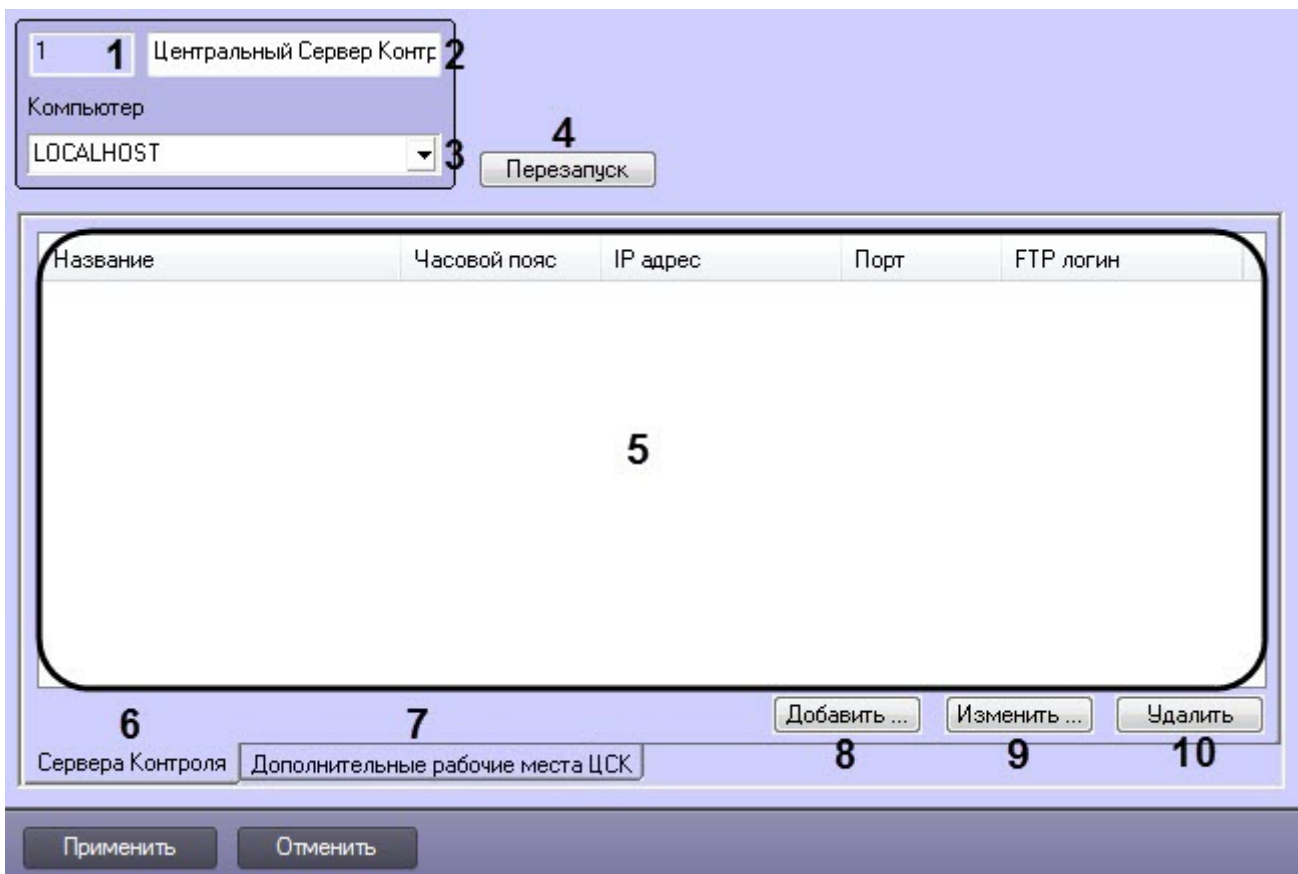 1 1 Центральный Сервер Контр 2
Компьютер
LOCALHOST 3
4
Перезапуск
Название Часовой пояс IP адрес Порт FTP логин
5
Добавить ... Изменить ... Удалить
6 7 8 9 10
Сервера Контроля Дополнительные рабочие места ЦСК
Применить Отменить